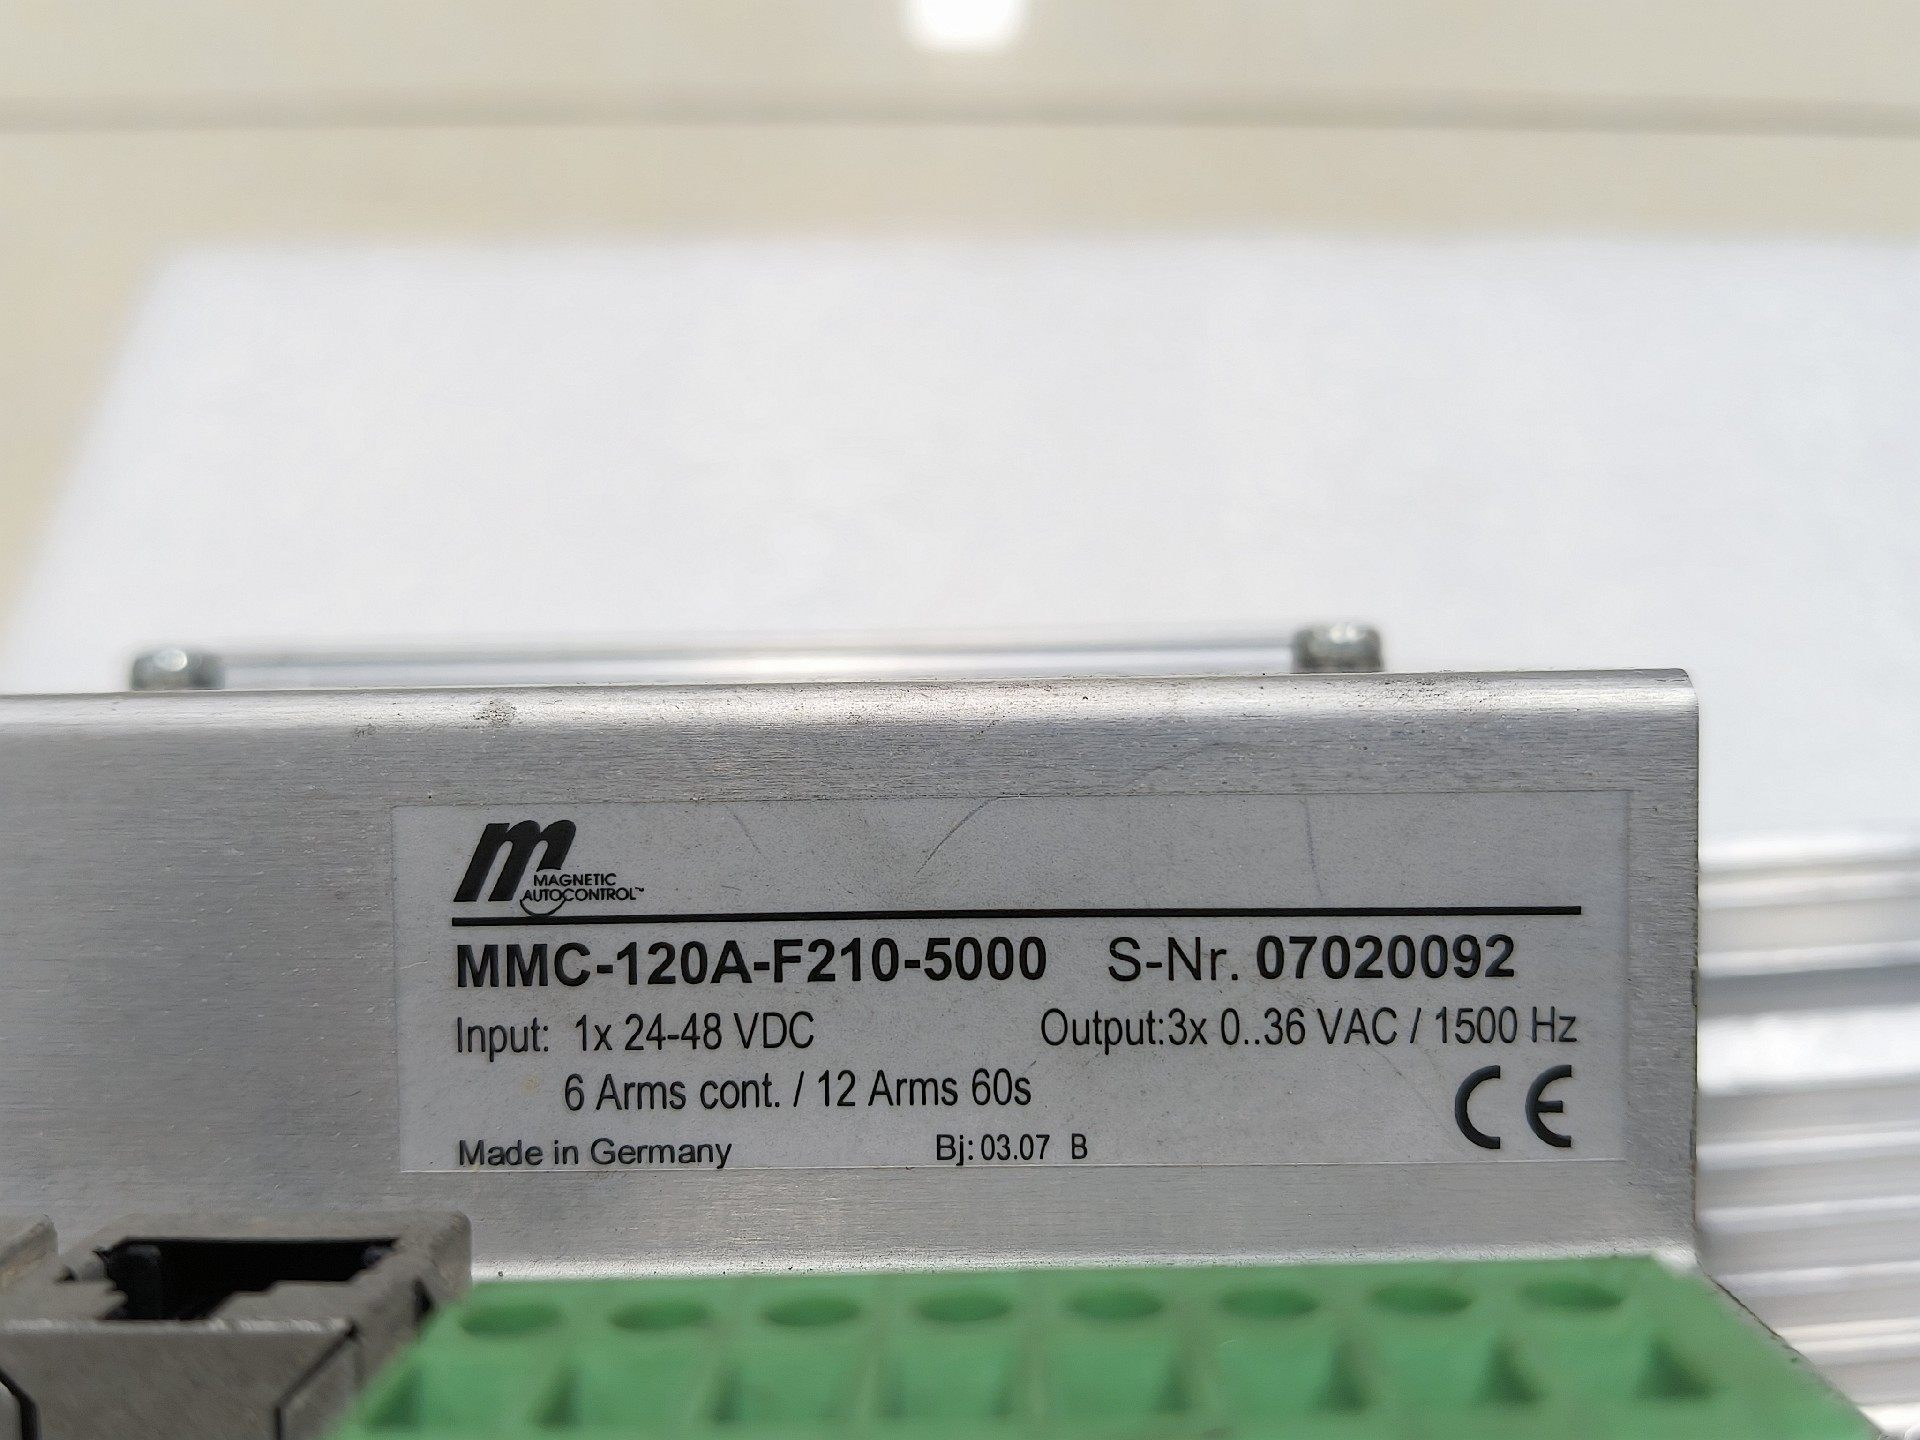 m MAGNETIC
AUTOCONTROL™
MMC-120A-F210-5000 S-Nr. 07020092
Input: 1x 24-48 VDC Output:3x 0..36 VAC / 1500 Hz
6 Arms cont. / 12 Arms 60s
CE
Made in Germany Bj: 03.07 B